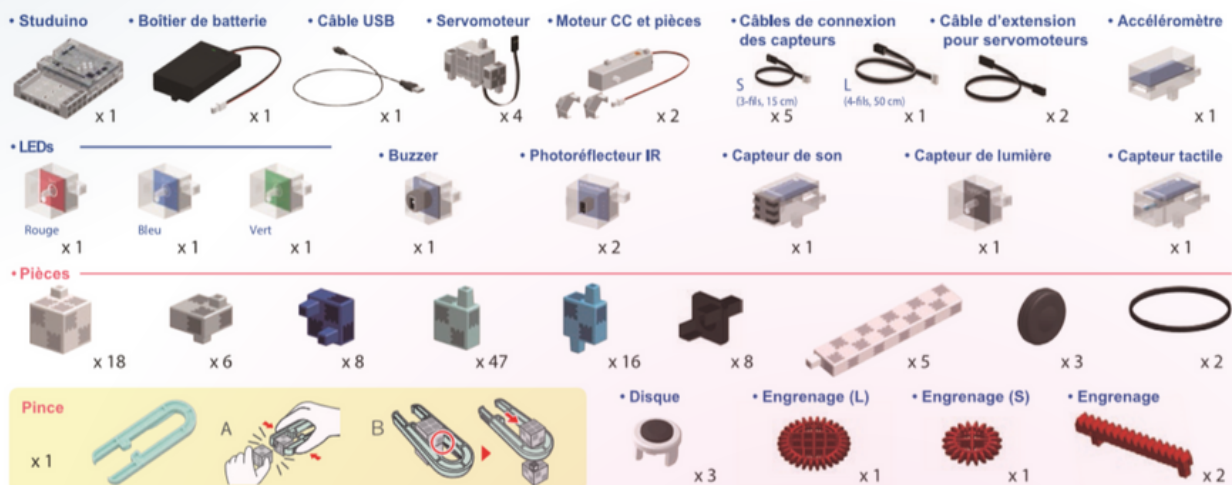 • Studuino
• Boîtier de batterie
• Câble USB
• Servomoteur
• Moteur CC et pièces
• Câbles de connexion
des capteurs
• Câble d'extension
pour servomoteurs
• Accéléromètre
S
(3-fils, 15 cm)
L
(4-fils, 50 cm)
x 1
x 1
x 1
x 4
x 2
x 5
x 1
x 2
x 1
• LEDs
• Buzzer
• Photoréflecteur IR
• Capteur de son
• Capteur de lumière
• Capteur tactile
Rouge
Bleu
Vert
x 1
x 1
x 1
x 1
x 2
x 1
x 1
x 1
• Pièces
x 18
x 6
x 8
x 47
x 16
x 8
x 5
x 3
x 2
Pince
x 1
A
B
• Disque
• Engrenage (L)
• Engrenage (S)
• Engrenage
x 3
x 1
x 1
x 2